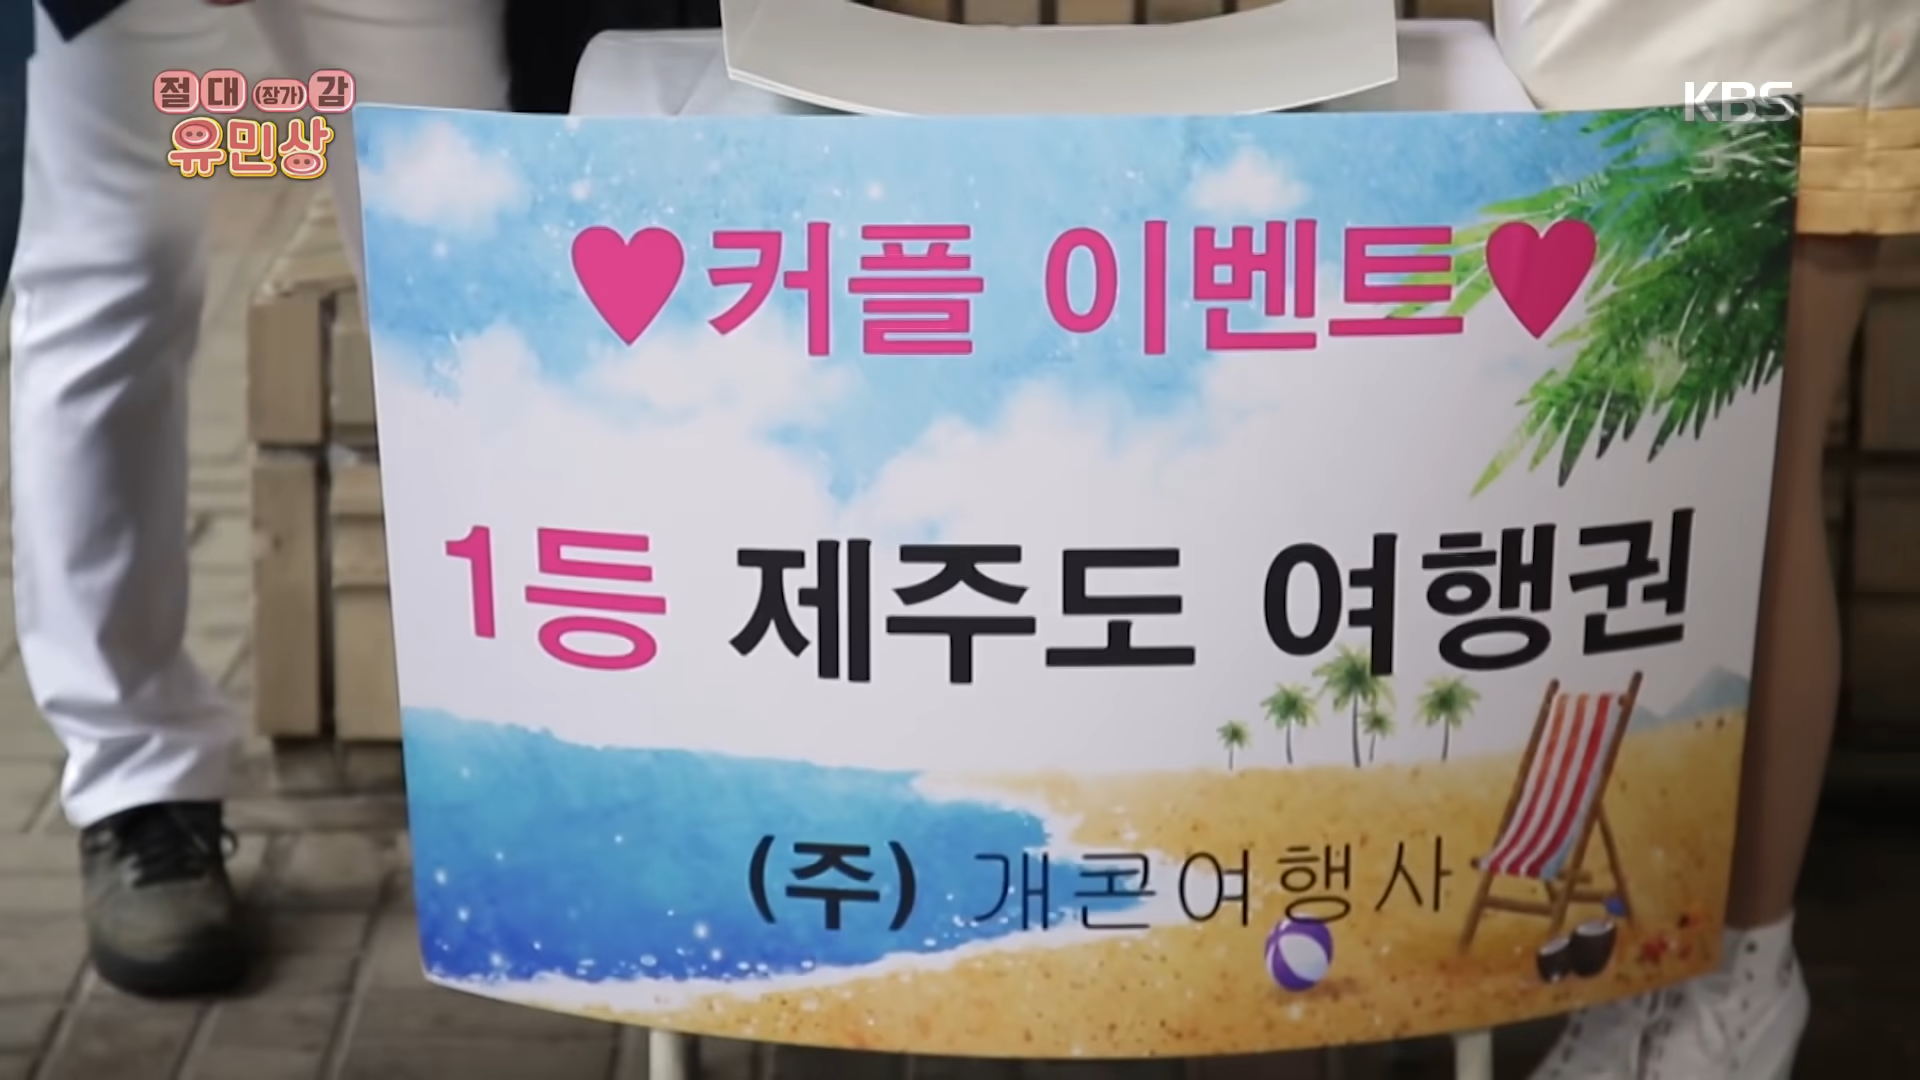 절대(장가)감
유민상
KBS
♥커플 이벤트♥
1등 제주도 여행권
(주) 개콘여행사